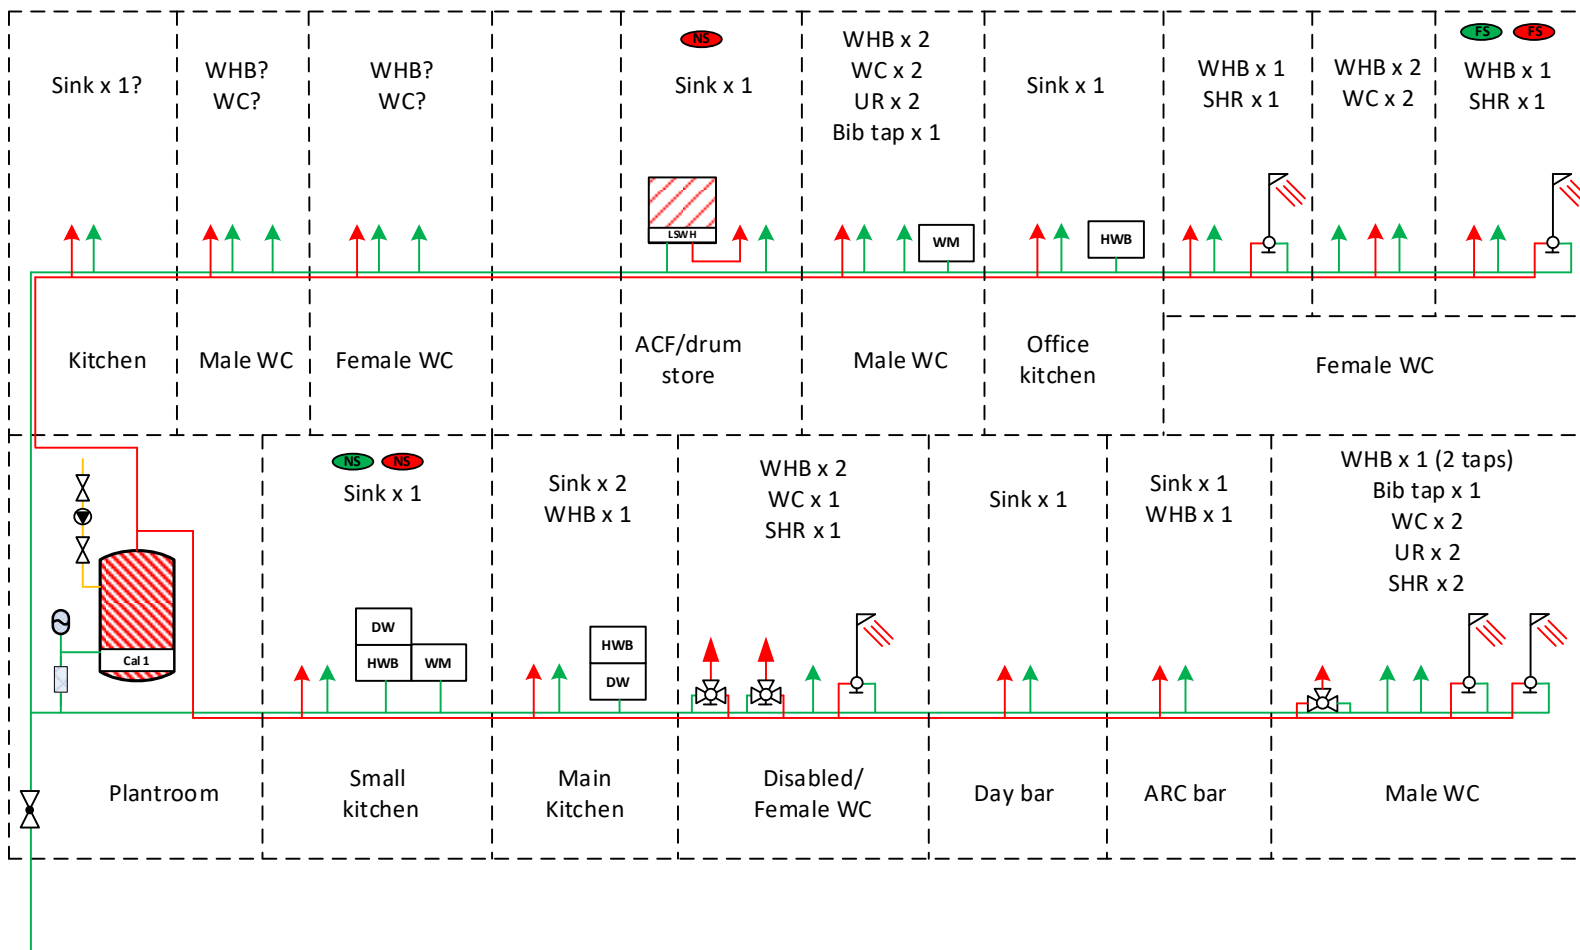 Sink x 1?
WHB?
WC?
WHB?
WC?
NS
Sink x 1
WHB x 2
WC x 2
UR x 2
Bib tap x 1
Sink x 1
WHB x 1
SHR x 1
WHB x 2
WC x 2
FS FS
WHB x 1
SHR x 1
LSWH
WM
HWB
Kitchen
Male WC
Female WC
ACF/drum
store
Male WC
Office
kitchen
Female WC
NS NS
Sink x 1
Sink x 2
WHB x 1
WHB x 2
WC x 1
SHR x 1
Sink x 1
Sink x 1
WHB x 1
WHB x 1 (2 taps)
Bib tap x 1
WC x 2
UR x 2
SHR x 2
Cal 1
DW
HWB WM
HWB
DW
Plantroom
Small
kitchen
Main
Kitchen
Disabled/
Female WC
Day bar
ARC bar
Male WC